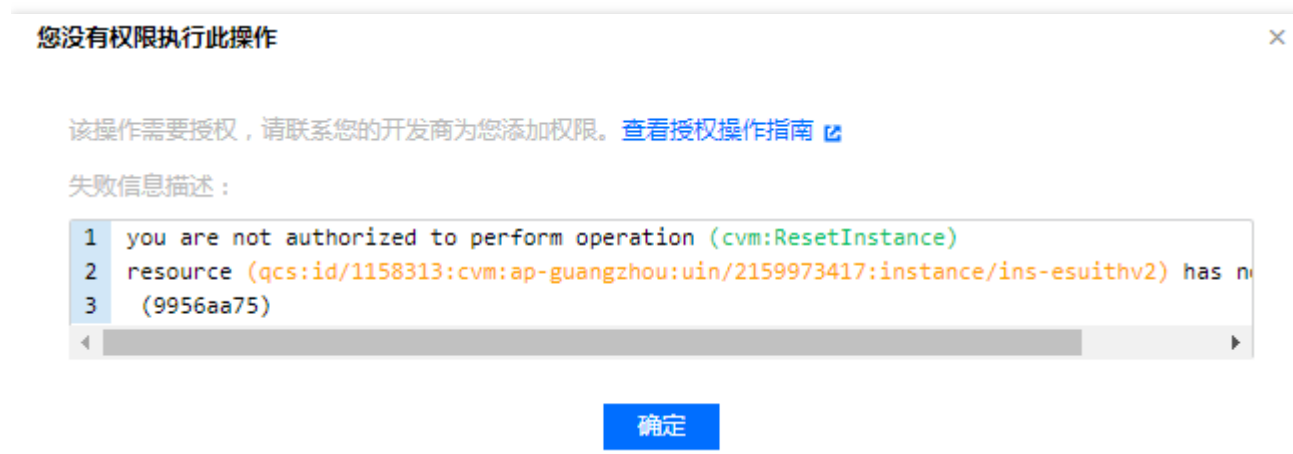 您没有权限执行此操作
该操作需要授权，请联系您的开发商为您添加权限。查看授权操作指南
失败信息描述：
1 you are not authorized to perform operation (cvm:ResetInstance)
2 resource (qcs:id/1158313:cvm:ap-guangzhou:uin/2159973417:instance/ins-esuithv2) has
3 (9956aa75)
确定